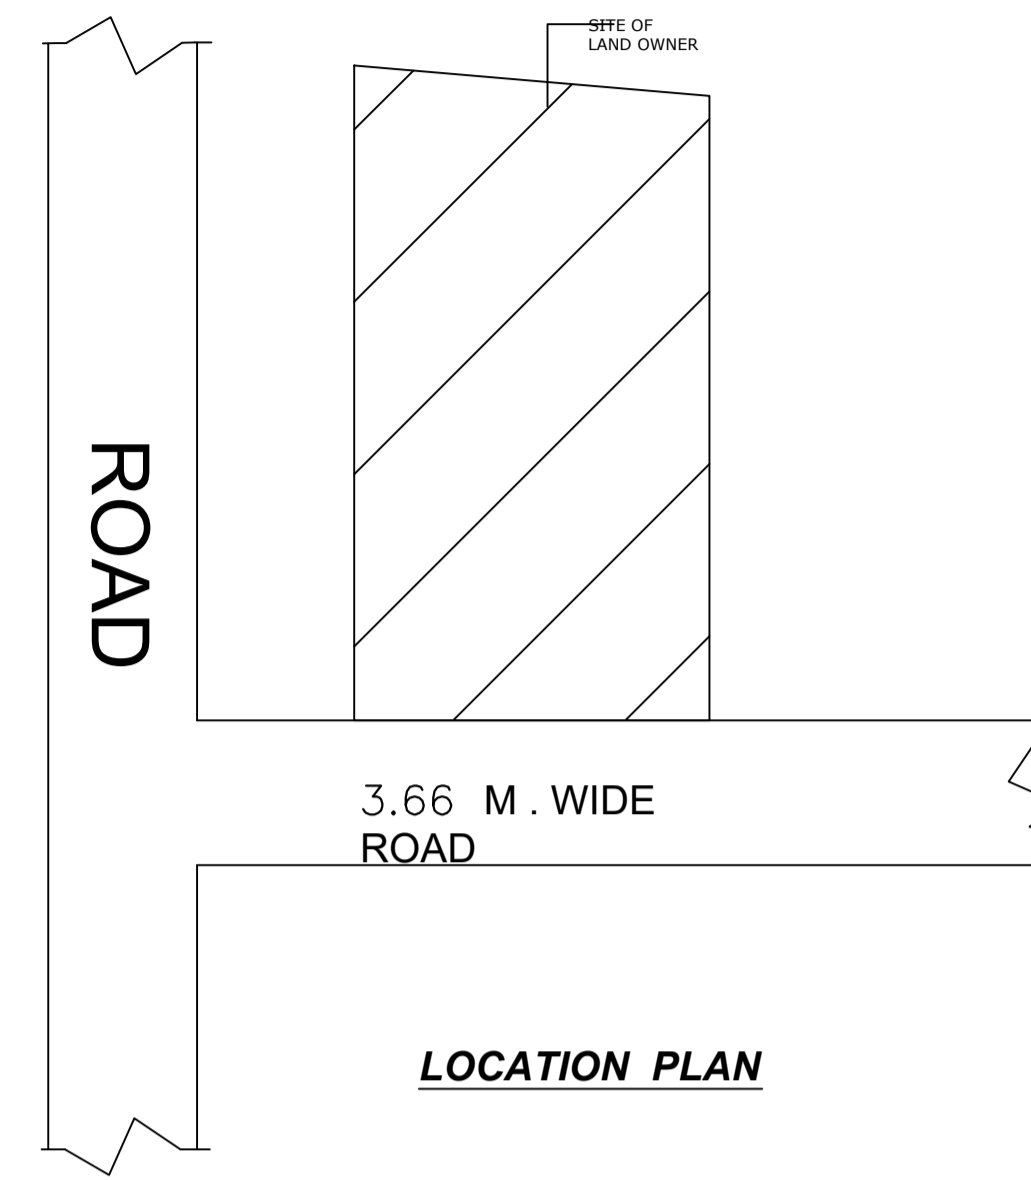 SITE OF
LAND OWNER
ROAD
3.66 M . WIDE
ROAD
LOCATION PLAN